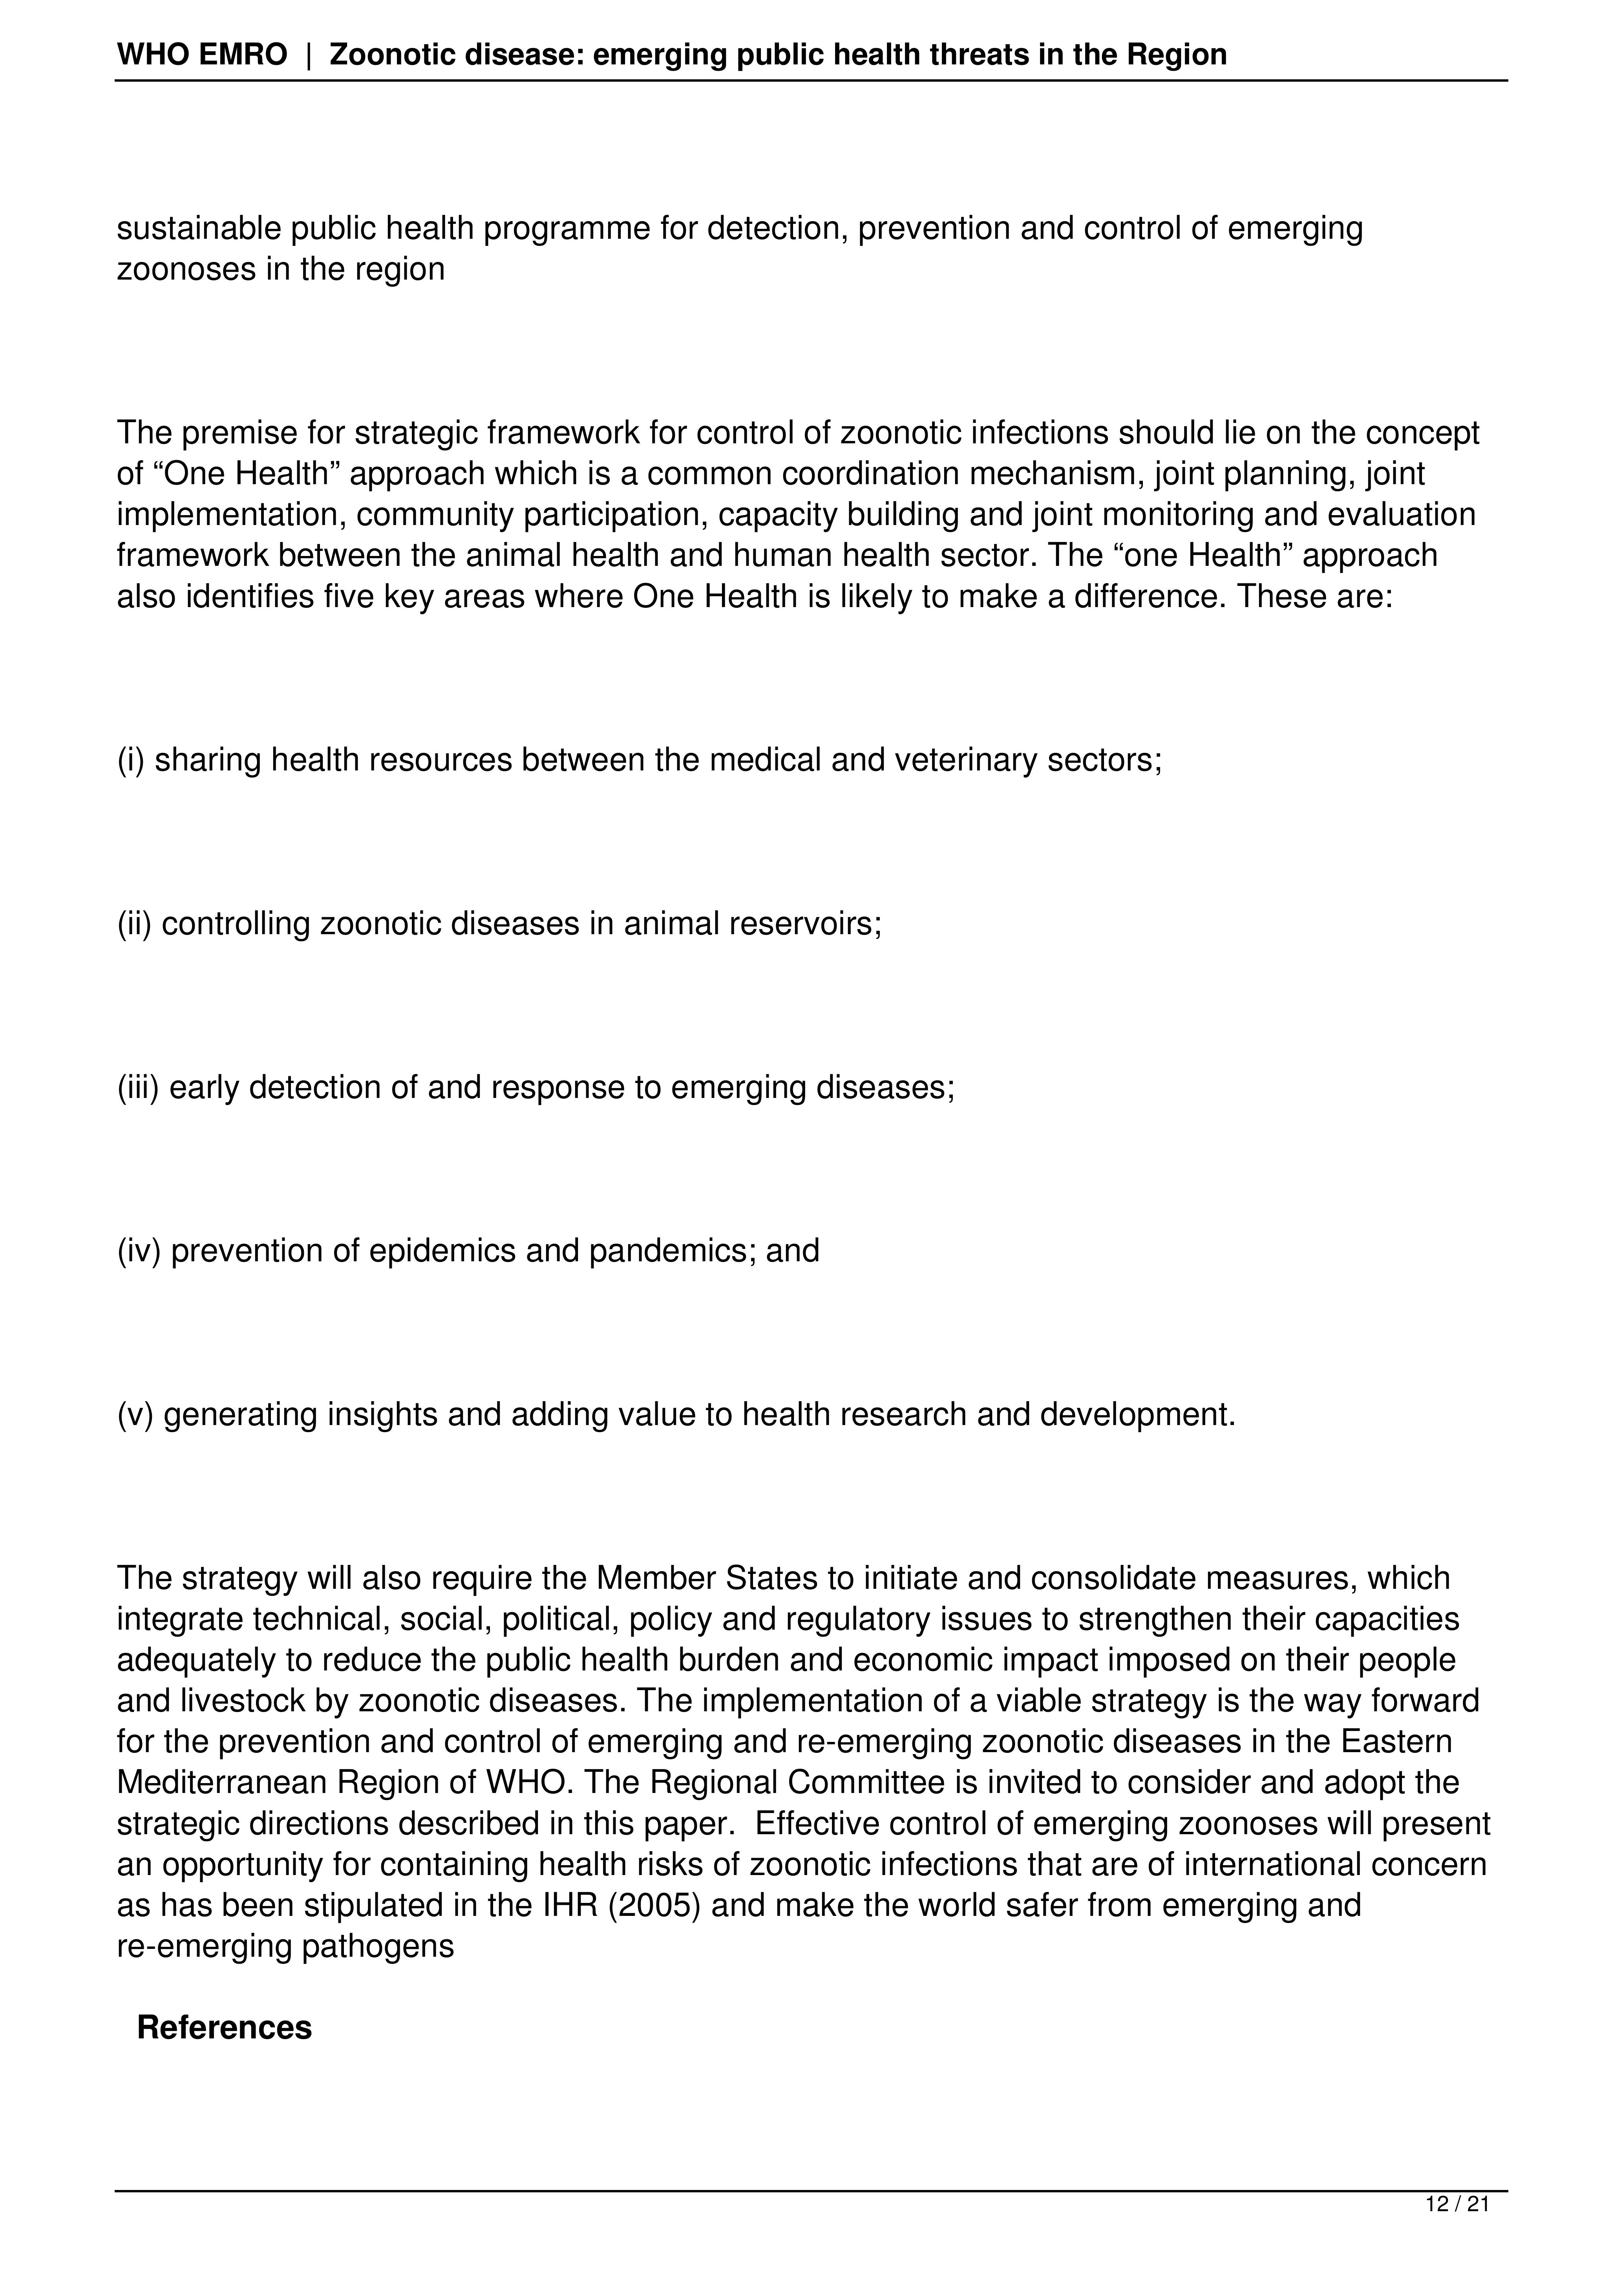 WHO EMRO | Zoonotic disease: emerging public health threats in the Region
sustainable public health programme for detection, prevention and control of emerging
zoonoses in the region
The premise for strategic framework for control of zoonotic infections should lie on the concept
of “One Health” approach which is a common coordination mechanism, joint planning, joint
implementation, community participation, capacity building and joint monitoring and evaluation
framework between the animal health and human health sector. The “one Health” approach
also identifies five key areas where One Health is likely to make a difference. These are:
(i) sharing health resources between the medical and veterinary sectors;
(ii) controlling zoonotic diseases in animal reservoirs;
(iii) early detection of and response to emerging diseases;
(iv) prevention of epidemics and pandemics; and
(v) generating insights and adding value to health research and development.
The strategy will also require the Member States to initiate and consolidate measures, which
integrate technical, social, political, policy and regulatory issues to strengthen their capacities
adequately to reduce the public health burden and economic impact imposed on their people
and livestock by zoonotic diseases. The implementation of a viable strategy is the way forward
for the prevention and control of emerging and re-emerging zoonotic diseases in the Eastern
Mediterranean Region of WHO. The Regional Committee is invited to consider and adopt the
strategic directions described in this paper.  Effective control of emerging zoonoses will present
an opportunity for containing health risks of zoonotic infections that are of international concern
as has been stipulated in the IHR (2005) and make the world safer from emerging and
re-emerging pathogens
References
12 / 21